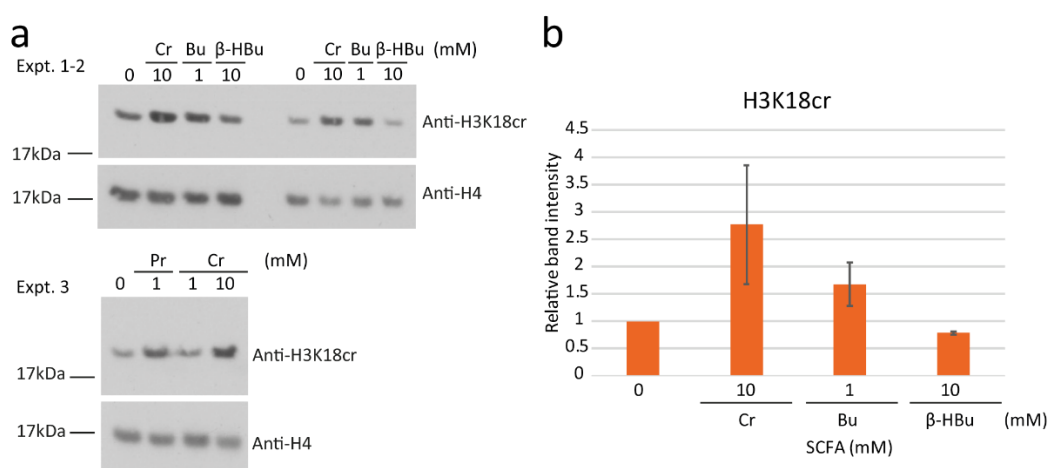 a
Cr Bu β-HBu (mM) Cr Bu β-HBu
Expt. 1-2
0 10 1 10 0 10 1 10
Anti-H3K18cr
17kDa
17kDa
Anti-H4
Pr Cr (mM)
Expt. 3
0 1 1 10
Anti-H3K18cr
17kDa
17kDa
Anti-H4
b
H3K18cr
Relative band intensity
4.5
4
3.5
3
2.5
2
1.5
1
0.5
0
0 10 1 10
Cr Bu β-HBu (mM)
SCFA (mM)